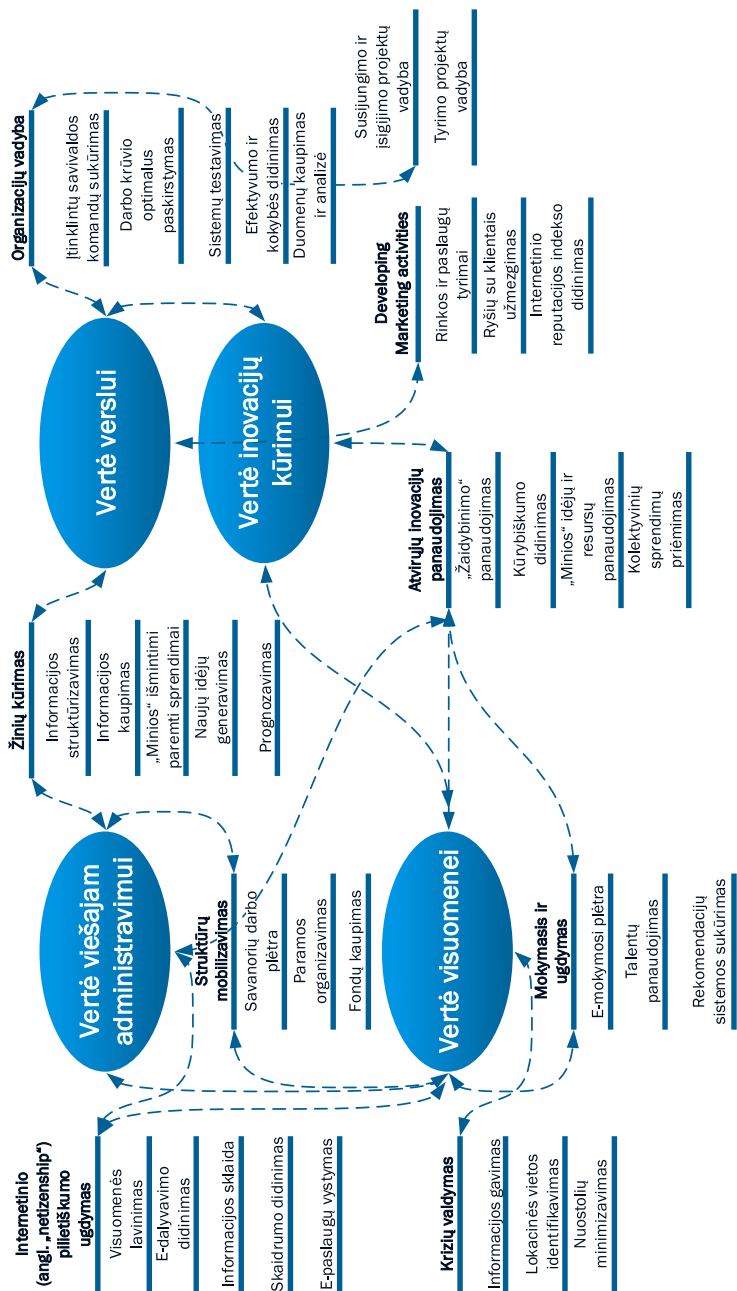 Internetinio
(angl. „netizenship“)
pilietiškumo
ugdymas
Visuomenės
lavinimas
E-dalyvavimo
didinimas
Informacijos sklaida
Skaidrumo didinimas
E-paslaugų vystymas
Vertė viešajam
administravimui
Struktūrų
mobilizavimas
Savanorių darbo
plėtra
Paramos
organizavimas
Fondų kaupimas
Žinių kūrimas
Informacijos
struktūrizavimas
Informacijos
kaupimas
„Minios“ išmintimi
paremti sprendimai
Naujų idėjų
generavimas
Prognozavimas
Vertė verslui
Vertė inovacijų
kūrimui
Organizacijų vadyba
Įtinklintų savivaldos
komandų sukūrimas
Darbo krūvio
optimalus
paskirstymas
Sistemų testavimas
Efektyvumo ir
kokybės didinimas
Duomenų kaupimas
ir analizė
Susijungimo ir
įsigijimo projektų
vadyba
Tyrimo projektų
vadyba
Krizių valdymas
Informacijos gavimas
Lokacinės vietos
identifikavimas
Nuostolių
minimizavimas
Vertė visuomenei
Mokymasis ir
ugdymas
E-mokymosi plėtra
Talentų
panaudojimas
Rekomendacijų
sistemos sukūrimas
Atvirųjų inovacijų
panaudojimas
„Žaidybinimo“
panaudojimas
Kūrybiškumo
didinimas
„Minios“ idėjų ir
resursų
panaudojimas
Kolektyvinių
sprendimų
priėmimas
Developing
Marketing activities
Rinkos ir paslaugų
tyrimai
Ryšių su klientais
užmezgimas
Internetinio
reputacijos indekso
didinimas